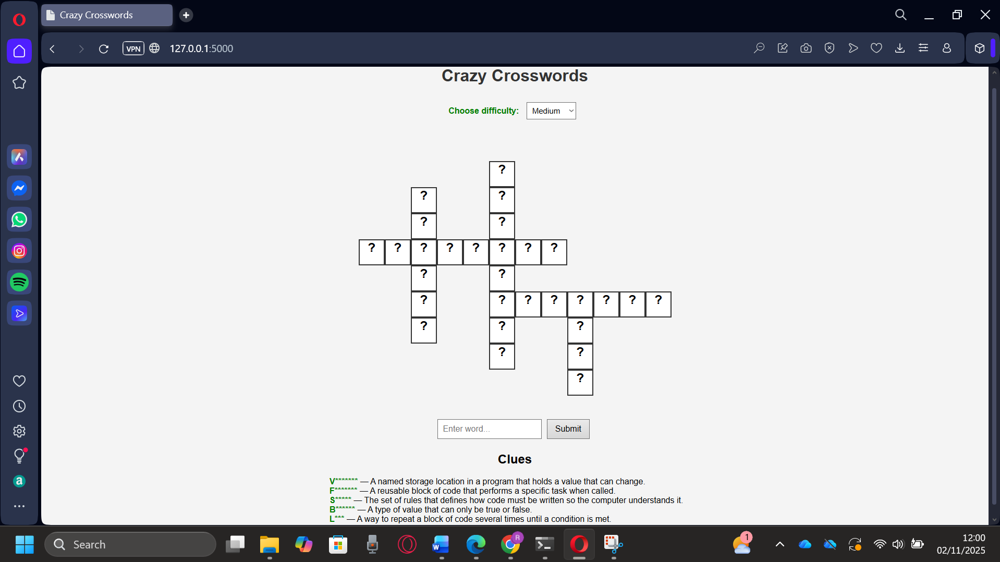 Crazy Crosswords
VPN 127.0.0.1:5000
Crazy Crosswords
Choose difficulty: Medium
?
? ?
? ?
? ? ? ? ? ? ? ?
? ?
? ? ? ? ? ? ? ?
? ? ?
? ?
?
Enter word... Submit
Clues
V******* — A named storage location in a program that holds a value that can change.
F******* — A reusable block of code that performs a specific task when called.
S***** — The set of rules that defines how code must be written so the computer understands it.
B****** — A type of value that can only be true or false.
L*** — A way to repeat a block of code several times until a condition is met.
a
Search
W
R
1
12:00
02/11/2025